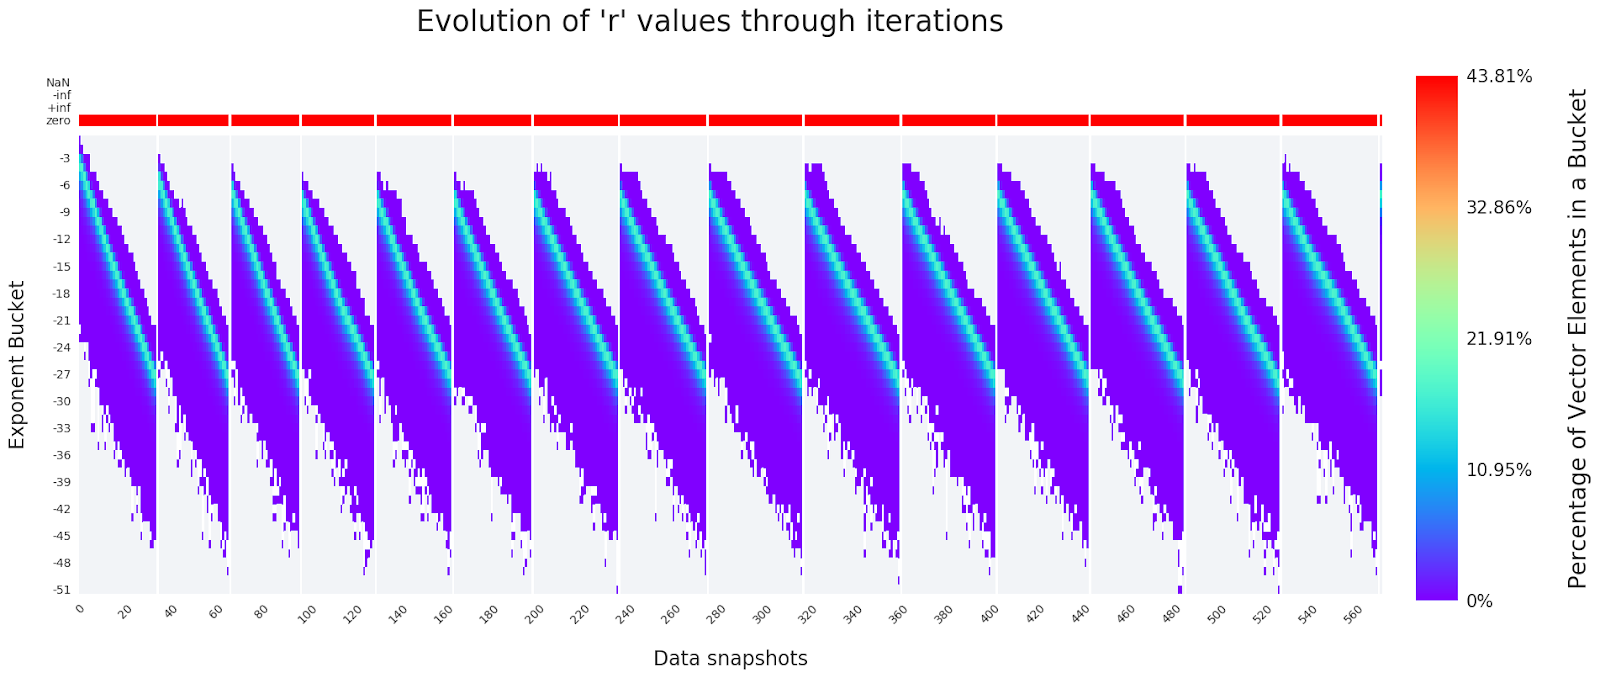 Evolution of 'r' values through iterations
NaN
-inf
+inf
zero
-3
-6
-9
-12
-15
-18
-21
-24
-27
-30
-33
-36
-39
-42
-45
-48
-51
Exponent Bucket
0 20 40 60 80 100 120 140 160 180 200 220 240 260 280 300 320 340 360 380 400 420 440 460 480 500 520 540 560
Data snapshots
43.81%
32.86%
21.91%
10.95%
0%
Percentage of Vector Elements in a Bucket